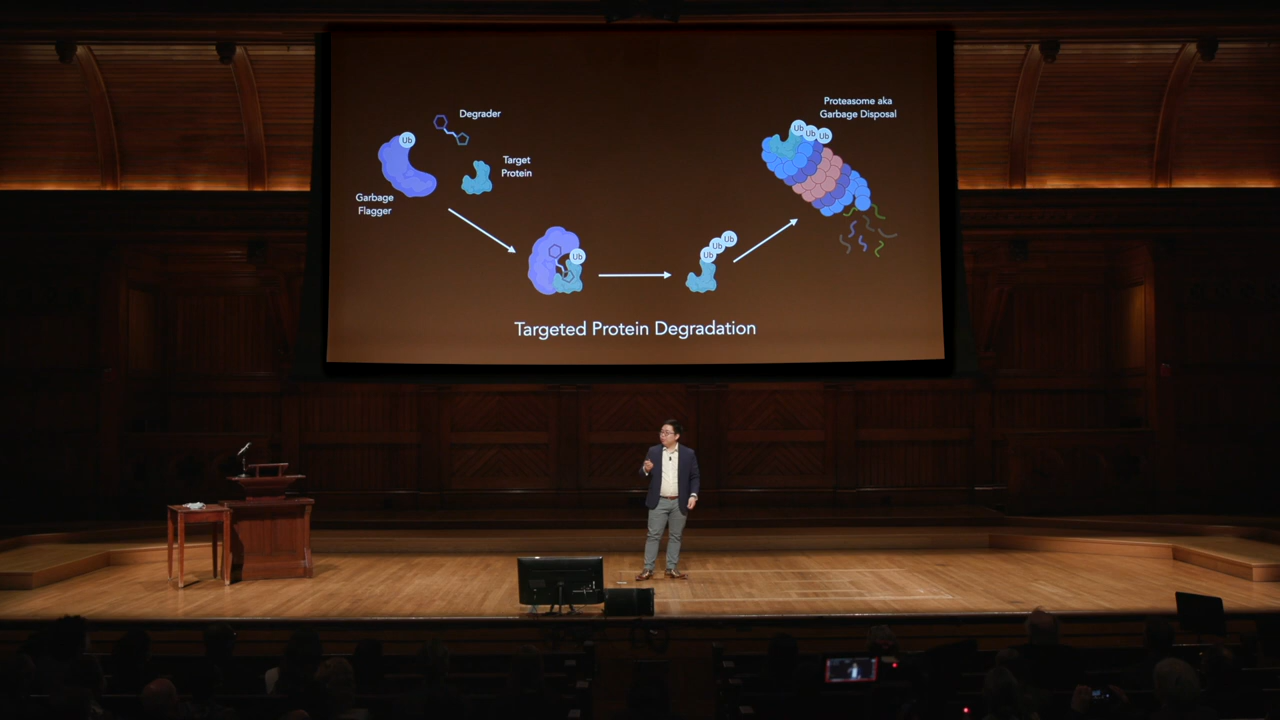 Degrader
Ub
Target
Protein
Garbage
Flagger
Ub
Ub
Ub
Ub
Proteasome aka
Garbage Disposal
Ub
Ub
Ub
Targeted Protein Degradation